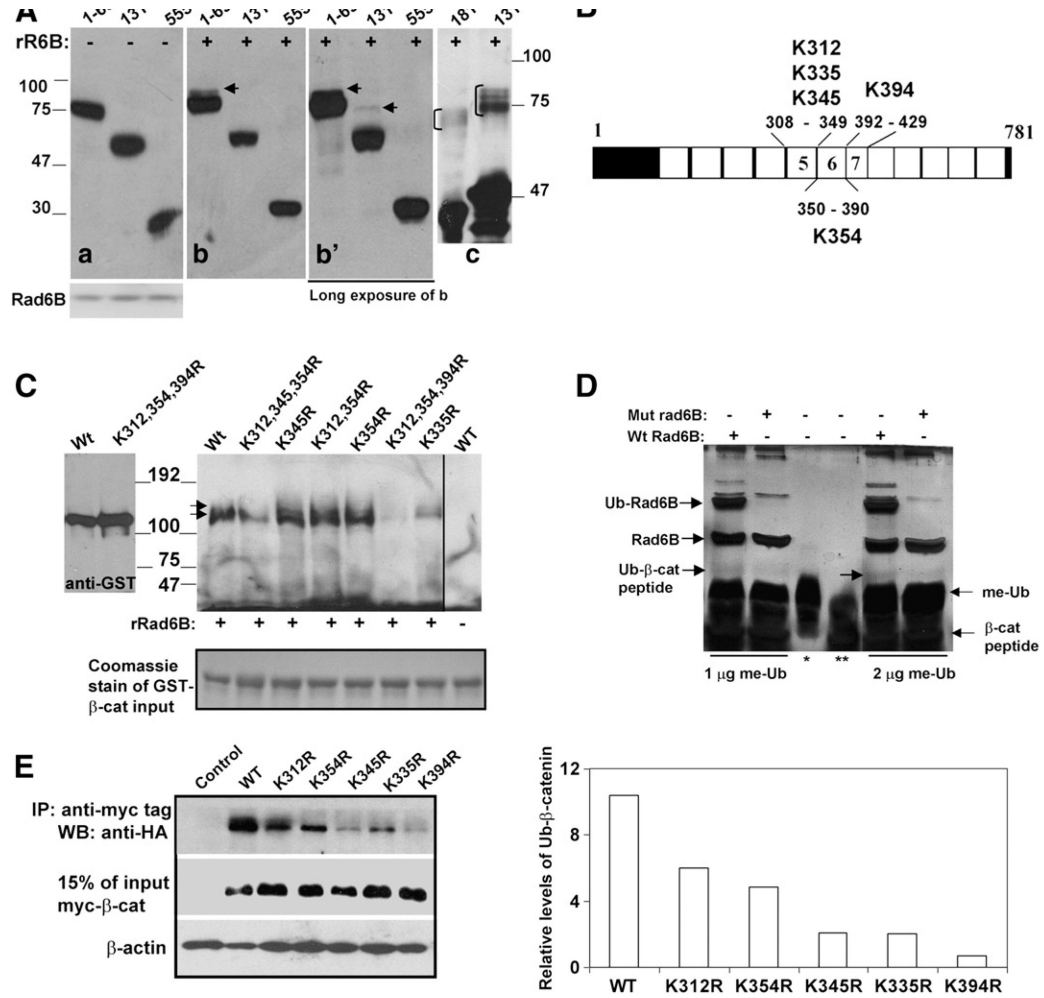 rR6B: - - - + + + + + + + +
100
75
47
30
100
75
47
a
b
b'
c
Rad6B
Long exposure of b
K312
K335
K345
K394
308 - 349
392 - 429
1
781
5 6 7
350 - 390
K354
C
Wt
K312,354,394R
Wt
K312,345,354R
K345R
K312,354R
K354R
K312,354,394R
K335R
WT
192
100
75
47
anti-GST
rRad6B: + + + + + + + -
Coomassie
stain of GST-
β-cat input
D
Mut rad6B: - + - - - +
Wt Rad6B: + - - - + -
Ub-Rad6B
Rad6B
Ub-β-cat
peptide
me-Ub
β-cat
peptide
1 μg me-Ub
*
**
2 μg me-Ub
E
Control
WT
K312R
K354R
K345R
K335R
K394R
IP: anti-myc tag
WB: anti-HA
15% of input
myc-β-cat
β-actin
Relative levels of Ub-β-catenin
12
8
4
0
WT K312R K354R K345R K335R K394R